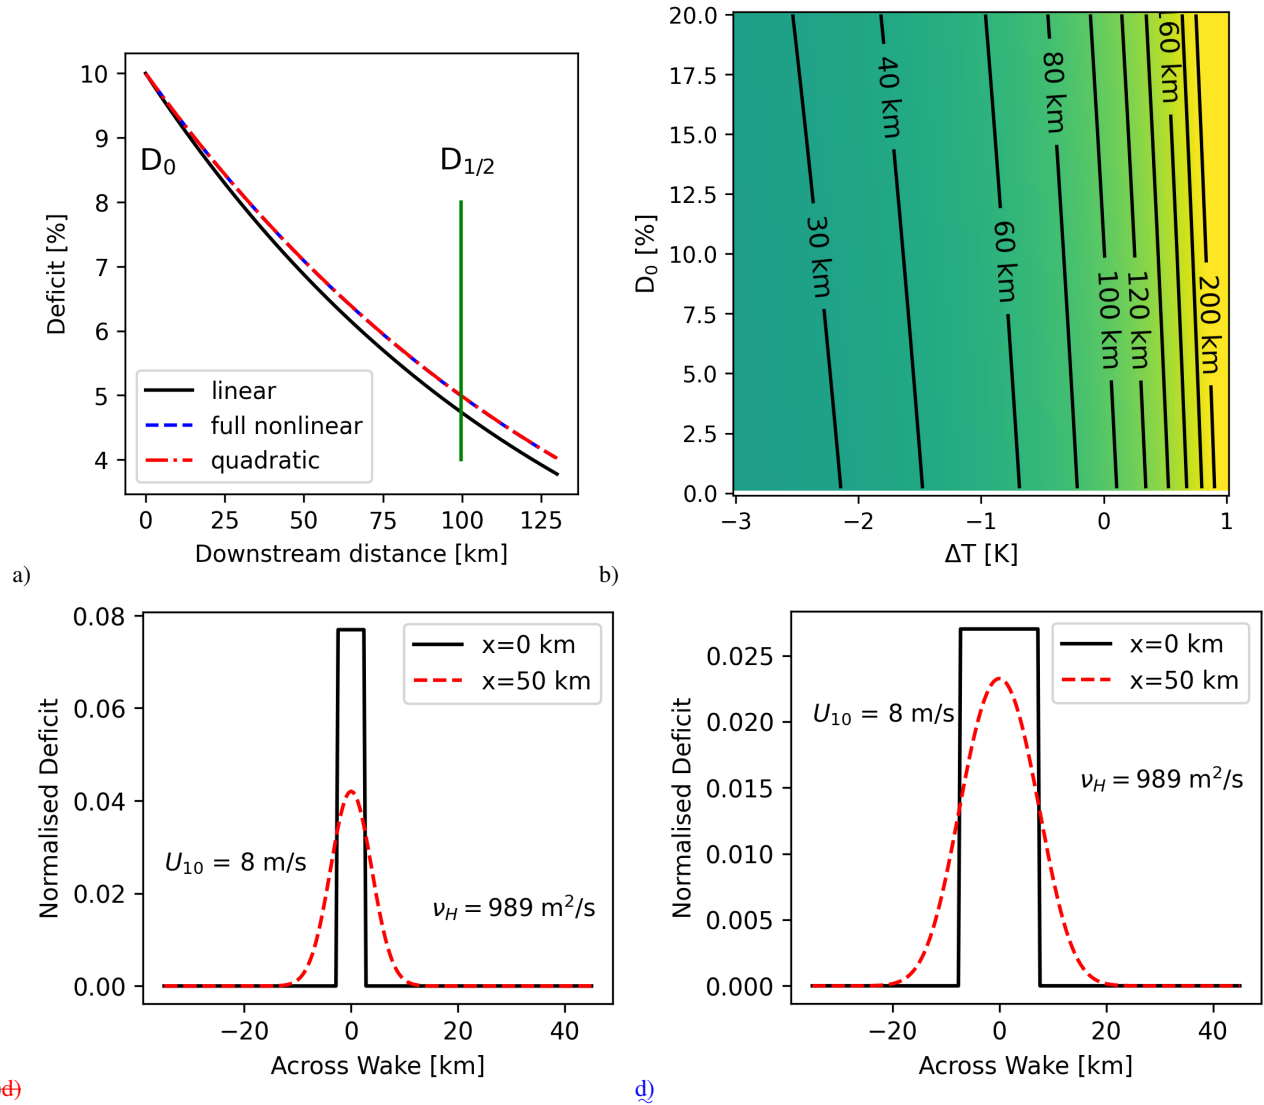 10
9
8
7
6
5
4
Deficit [%]
D0
D1/2
linear
full nonlinear
quadratic
0
25
50
75
100
125
Downstream distance [km]
a)
20.0
17.5
15.0
12.5
10.0
7.5
5.0
2.5
0.0
D0 [%]
30 km
40 km
60 km
80 km
100 km
120 km
60 km
200 km
−3
−2
−1
0
1
ΔT [K]
b)
0.08
0.06
0.04
0.02
0.00
Normalised Deficit
x=0 km
x=50 km
U10 = 8 m/s
νH = 989 m²/s
−20
0
20
40
Across Wake [km]
d)
0.025
0.020
0.015
0.010
0.005
0.000
Normalised Deficit
x=0 km
x=50 km
U10 = 8 m/s
νH = 989 m²/s
−20
0
20
40
Across Wake [km]
d)